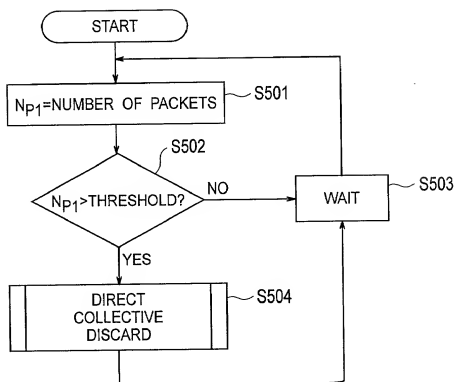 START
NP1=NUMBER OF PACKETS
S501
S502
NP1>THRESHOLD?
NO
WAIT
S503
YES
DIRECT
COLLECTIVE
DISCARD
S504